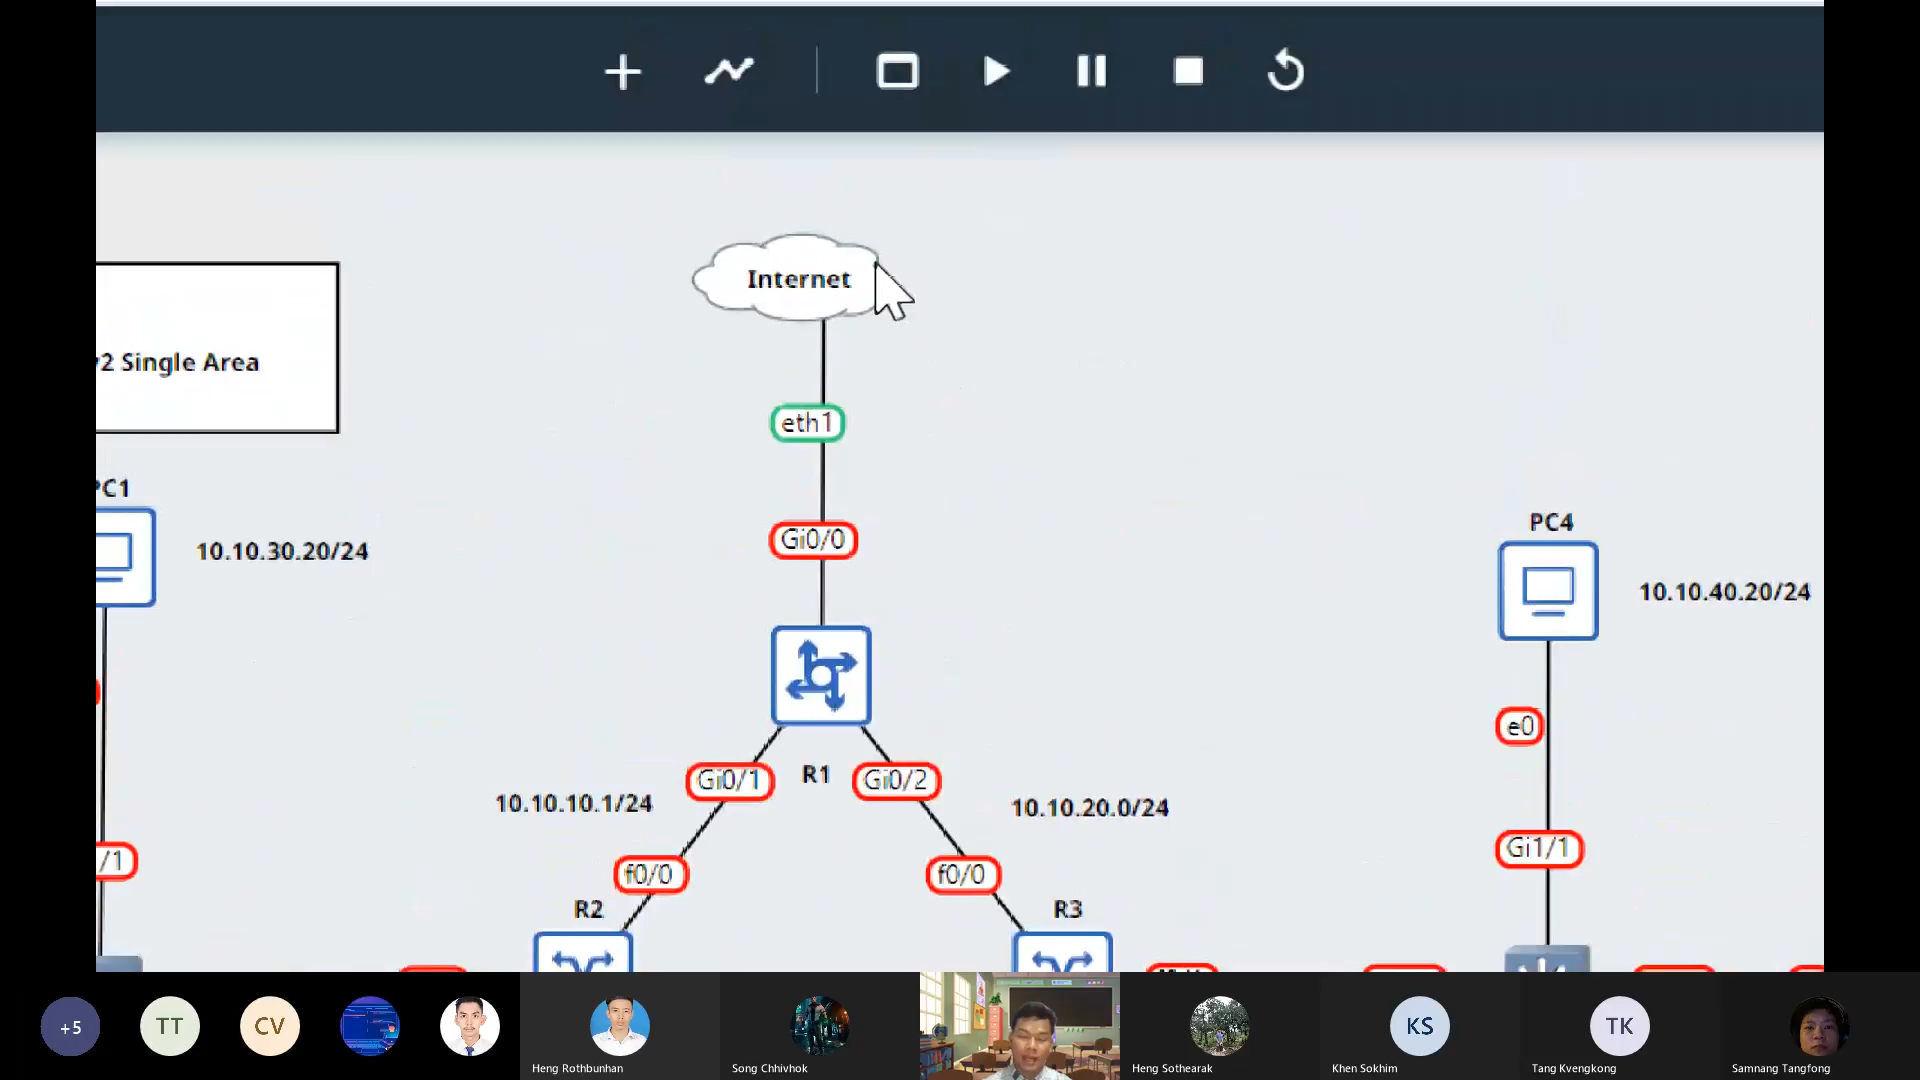 Internet
v2 Single Area
eth1
PC1
PC4
Gi0/0
10.10.30.20/24
10.10.40.20/24
e0
R1
Gi0/1
Gi0/2
10.10.10.1/24
10.10.20.0/24
/1
Gi1/1
f0/0
f0/0
R2
R3
+5
TT
CV
KS
TK
Heng Rothbunhan
Song Chhivhok
Heng Sothearak
Khen Sokhim
Tang Kvengkong
Samnang Tangfong